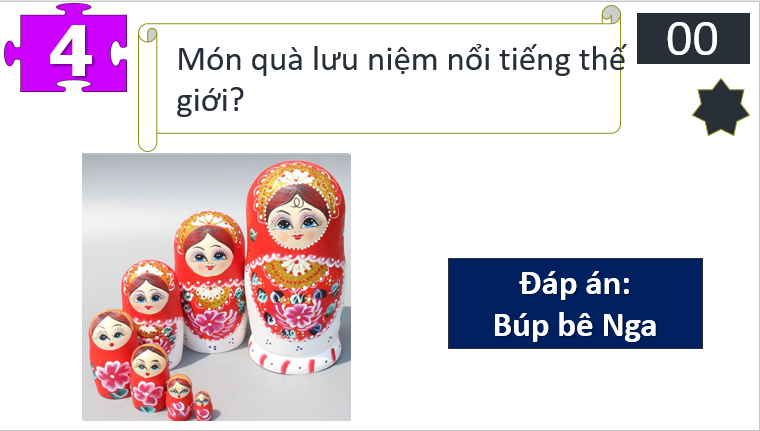 4
Món quà lưu niệm nổi tiếng thế
giới?
00
Đáp án:
Búp bê Nga